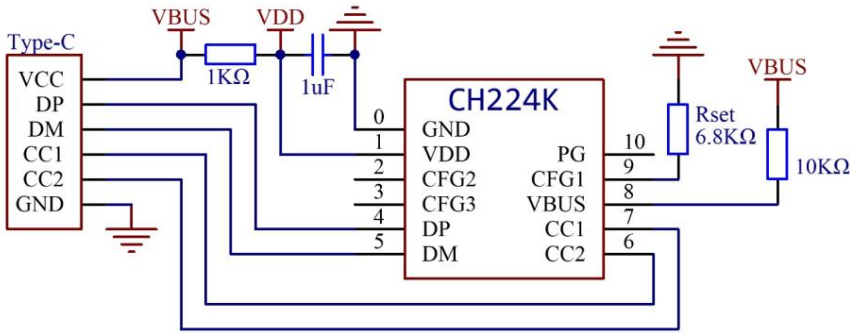 VBUS
VDD
Type-C
1KΩ
1uF
VCC
DP
DM
CC1
CC2
GND
CH224K
0 GND
1 VDD
2 CFG2
3 CFG3
4 DP
5 DM
PG 10
CFG1 9
VBUS 8
CC1 7
CC2 6
Rset
6.8KΩ
VBUS
10KΩ